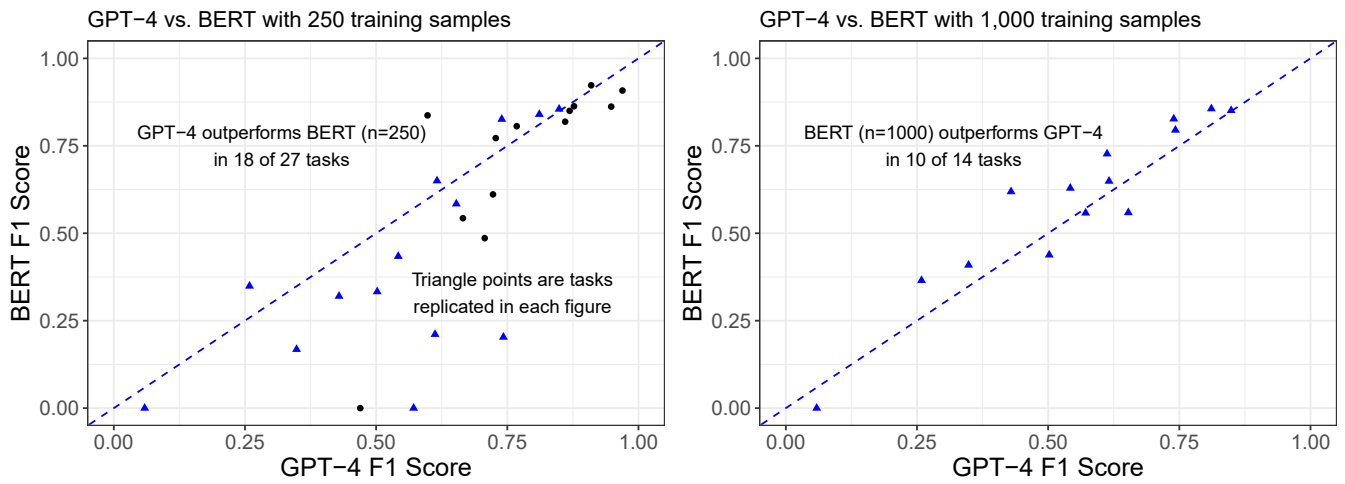 GPT−4 vs. BERT with 250 training samples
1.00
0.75
0.50
0.25
0.00
BERT F1 Score
GPT−4 outperforms BERT (n=250)
in 18 of 27 tasks
Triangle points are tasks
replicated in each figure
0.00 0.25 0.50 0.75 1.00
GPT−4 F1 Score
GPT−4 vs. BERT with 1,000 training samples
1.00
0.75
0.50
0.25
0.00
BERT F1 Score
BERT (n=1000) outperforms GPT−4
in 10 of 14 tasks
0.00 0.25 0.50 0.75 1.00
GPT−4 F1 Score